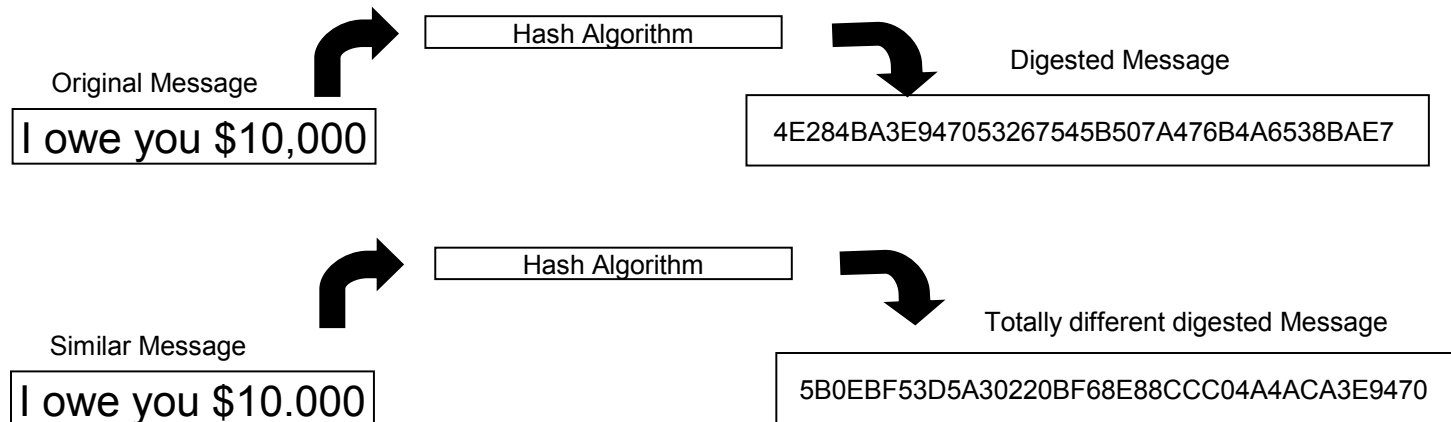 Hash Algorithm
Original Message
Digested Message
I owe you $10,000
4E284BA3E947053267545B507A476B4A6538BAE7
Hash Algorithm
Similar Message
Totally different digested Message
I owe you $10.000
5B0EBF53D5A30220BF68E88CCC04A4ACA3E9470